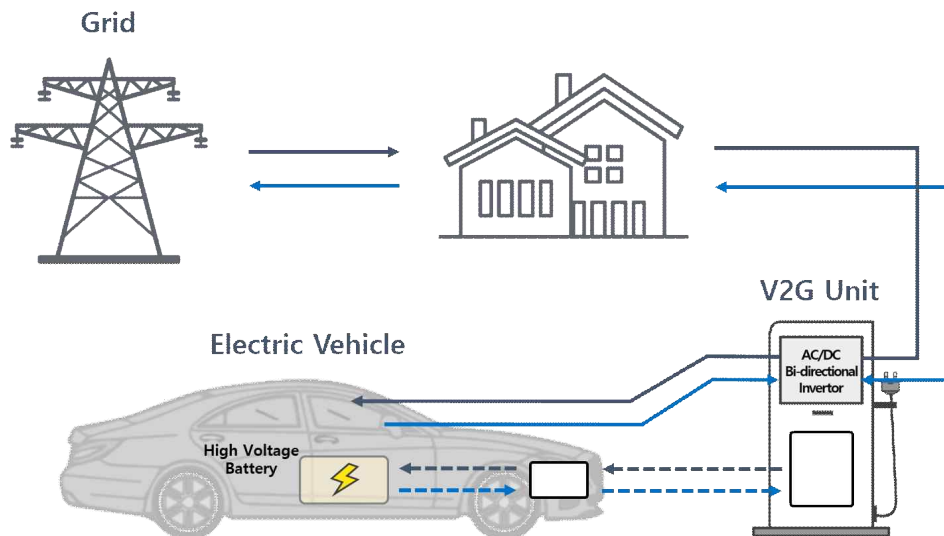 Grid
V2G Unit
Electric Vehicle
AC/DC
Bi-directional
Invertor
High Voltage
Battery